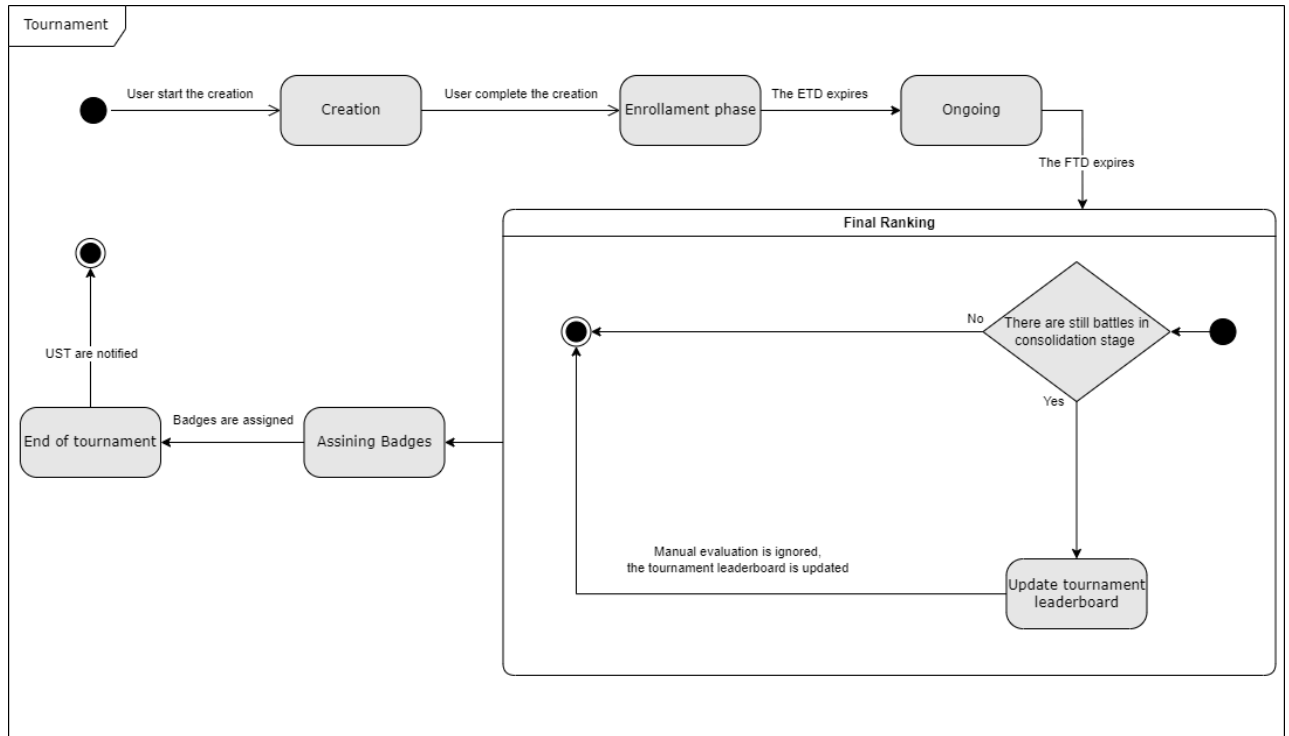 Tournament
User start the creation
Creation
User complete the creation
Enrollament phase
The ETD expires
Ongoing
The FTD expires
Final Ranking
No
There are still battles in
consolidation stage
Yes
UST are notified
Badges are assigned
End of tournament
Assining Badges
Manual evaluation is ignored,
the tournament leaderboard is updated
Update tournament
leaderboard